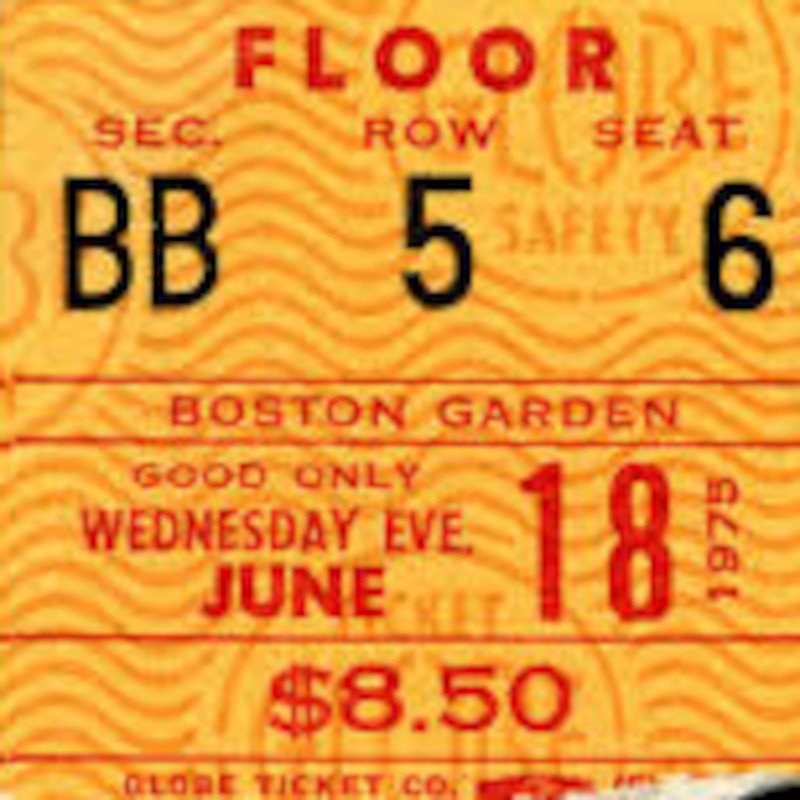 FLOOR
SEC. ROW SEAT
BB 5 6
SAFETY
BOSTON GARDEN
GOOD ONLY
WEDNESDAY EVE.
JUNE 18 1975
$8.50
GLOBE TICKET CO.